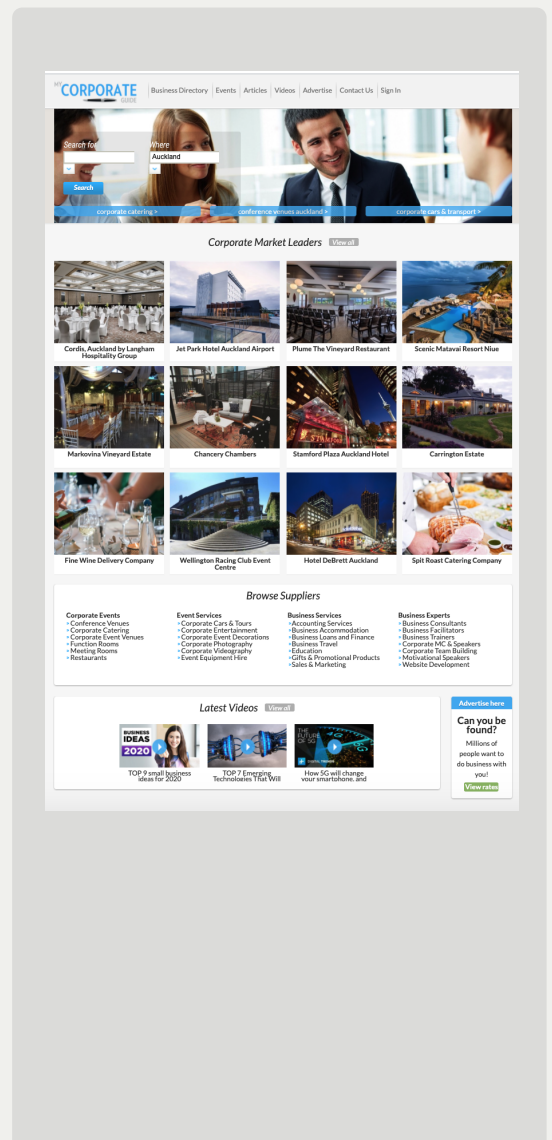 MY
CORPORATE
GUIDE
Business Directory
Events
Articles
Videos
Advertise
Contact Us
Sign In
Search for
Where
Auckland
Search
corporate catering >
conference venues auckland >
corporate cars & transport >
Corporate Market Leaders
View all
Cordis, Auckland by Langham
Hospitality Group
Jet Park Hotel Auckland Airport
Plume The Vineyard Restaurant
Scenic Matavai Resort Niue
Markovina Vineyard Estate
Chancery Chambers
Stamford Plaza Auckland Hotel
Carrington Estate
Fine Wine Delivery Company
Wellington Racing Club Event
Centre
Hotel DeBrett Auckland
Spit Roast Catering Company
Browse Suppliers
Corporate Events
Conference Venues
Corporate Catering
Corporate Event Venues
Function Rooms
Meeting Rooms
Restaurants
Event Services
Corporate Cars & Tours
Corporate Entertainment
Corporate Event Decorations
Corporate Photography
Corporate Videography
Event Equipment Hire
Business Services
Accounting Services
Business Accommodation
Business Loans and Finance
Business Travel
Education
Gifts & Promotional Products
Sales & Marketing
Business Experts
Business Consultants
Business Facilitators
Business Trainers
Corporate MC & Speakers
Corporate Team Building
Motivational Speakers
Website Development
Latest Videos
View all
BUSINESS
IDEAS
2020
TOP 9 small business
ideas for 2020
TOP 7 Emerging
Technologies That Will
THE
FUTURE
OF 5G
5G
DIGITAL TRENDS
How 5G will change
your smartphone, and
Advertise here
Can you be
found?
Millions of
people want to
do business with
you!
View rates